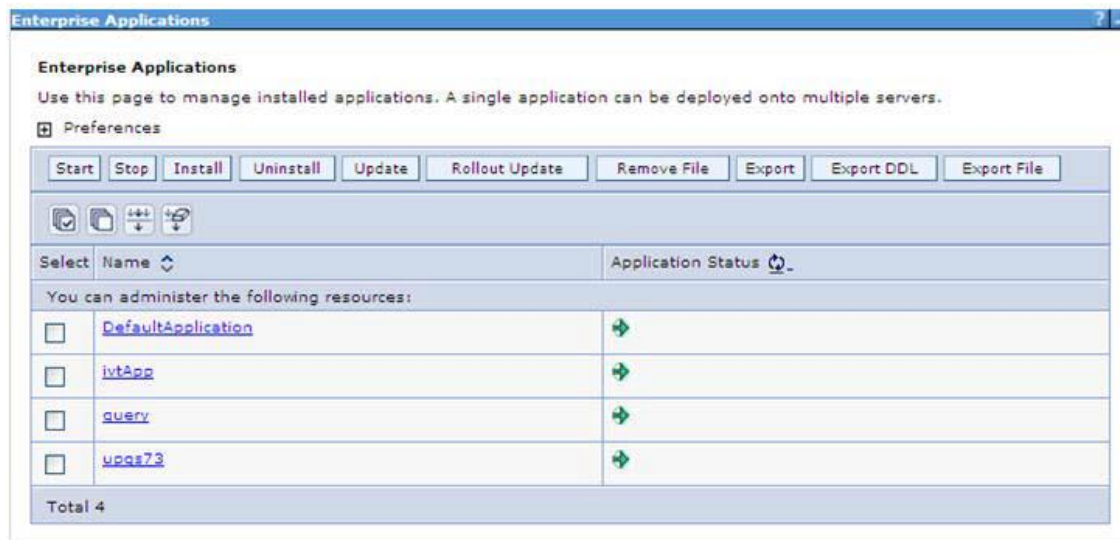 Enterprise Applications ? -
Enterprise Applications
Use this page to manage installed applications. A single application can be deployed onto multiple servers.
Preferences
Start Stop Install Uninstall Update Rollout Update Remove File Export Export DDL Export File
Select Name Application Status
You can administer the following resources:
DefaultApplication
ivtApp
query
upgs73
Total 4